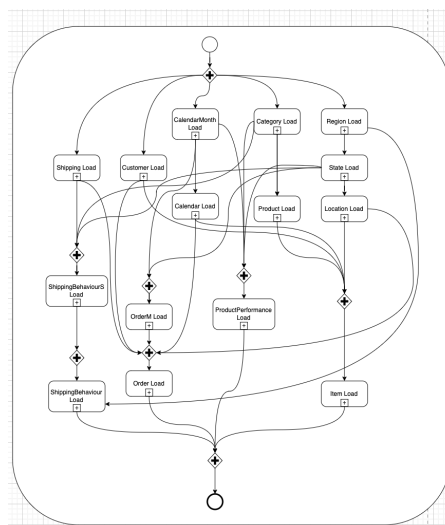 CalendarMonth
Load
Category Load
Region Load
Shipping Load
Customer Load
State Load
Calendar Load
Product Load
Location Load
ShippingBehaviourS
Load
OrderM Load
ProductPerformance
Load
Order Load
ShippingBehaviour
Load
Item Load